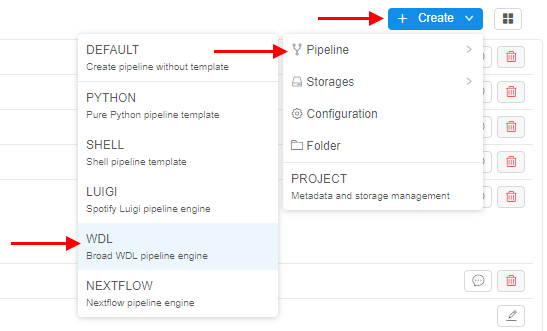 + Create
DEFAULT
Create pipeline without template
PYTHON
Pure Python pipeline template
SHELL
Shell pipeline template
LUIGI
Spotify Luigi pipeline engine
WDL
Broad WDL pipeline engine
NEXTFLOW
Nextflow pipeline engine
Pipeline
Storages
Configuration
Folder
PROJECT
Metadata and storage management